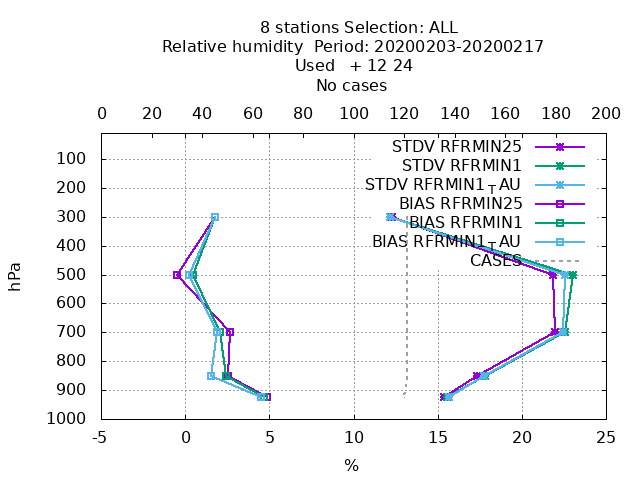 8 stations Selection: ALL
Relative humidity  Period: 20200203-20200217
Used   + 12 24
No cases
0 20 40 60 80 100 120 140 160 180 200
STDV RFRMIN25
STDV RFRMIN1
STDV RFRMIN1_TAU
BIAS RFRMIN25
BIAS RFRMIN1
BIAS RFRMIN1_TAU
CASES
100
200
300
400
500
600
700
800
900
1000
hPa
-5 0 5 10 15 20 25
%